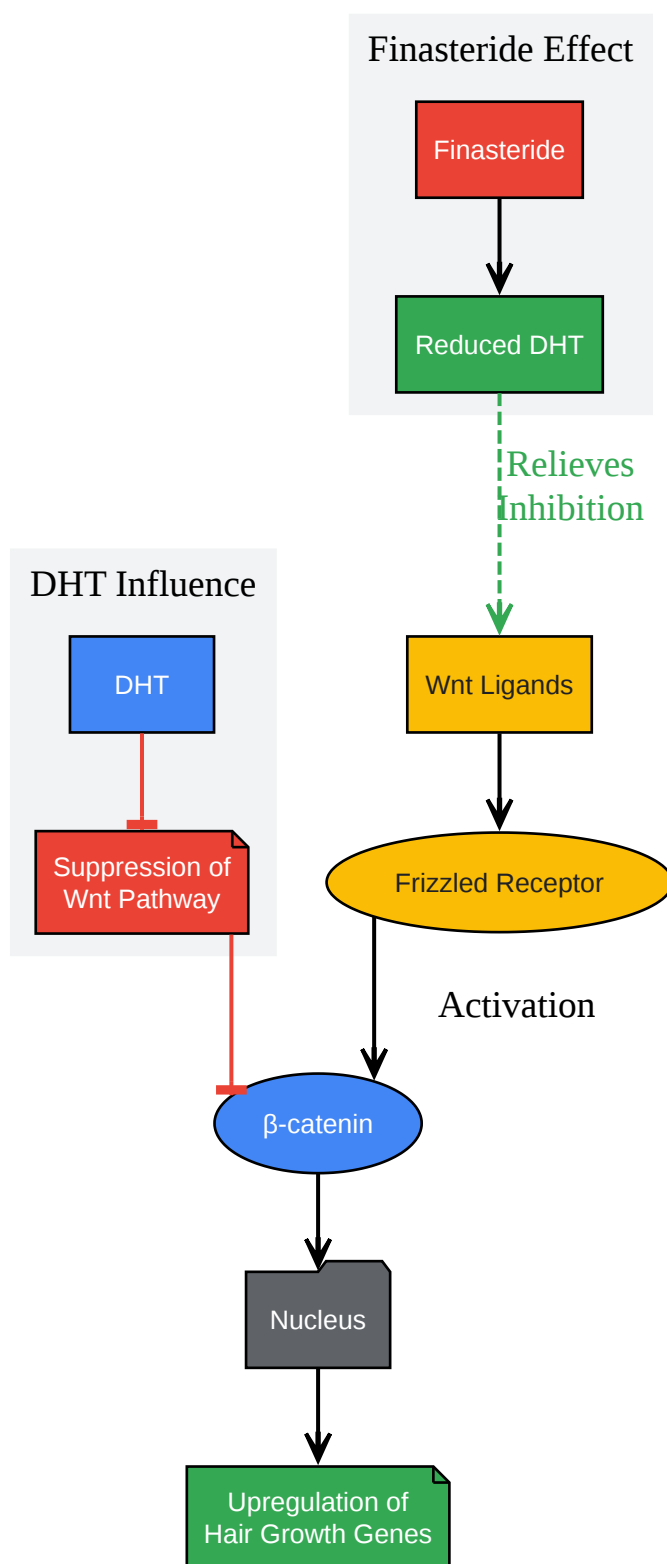 Finasteride Effect
Finasteride
Reduced DHT
Relieves
Inhibition
DHT Influence
DHT
Wnt Ligands
Suppression of
Wnt Pathway
Frizzled Receptor
Activation
β-catenin
Nucleus
Upregulation of
Hair Growth Genes